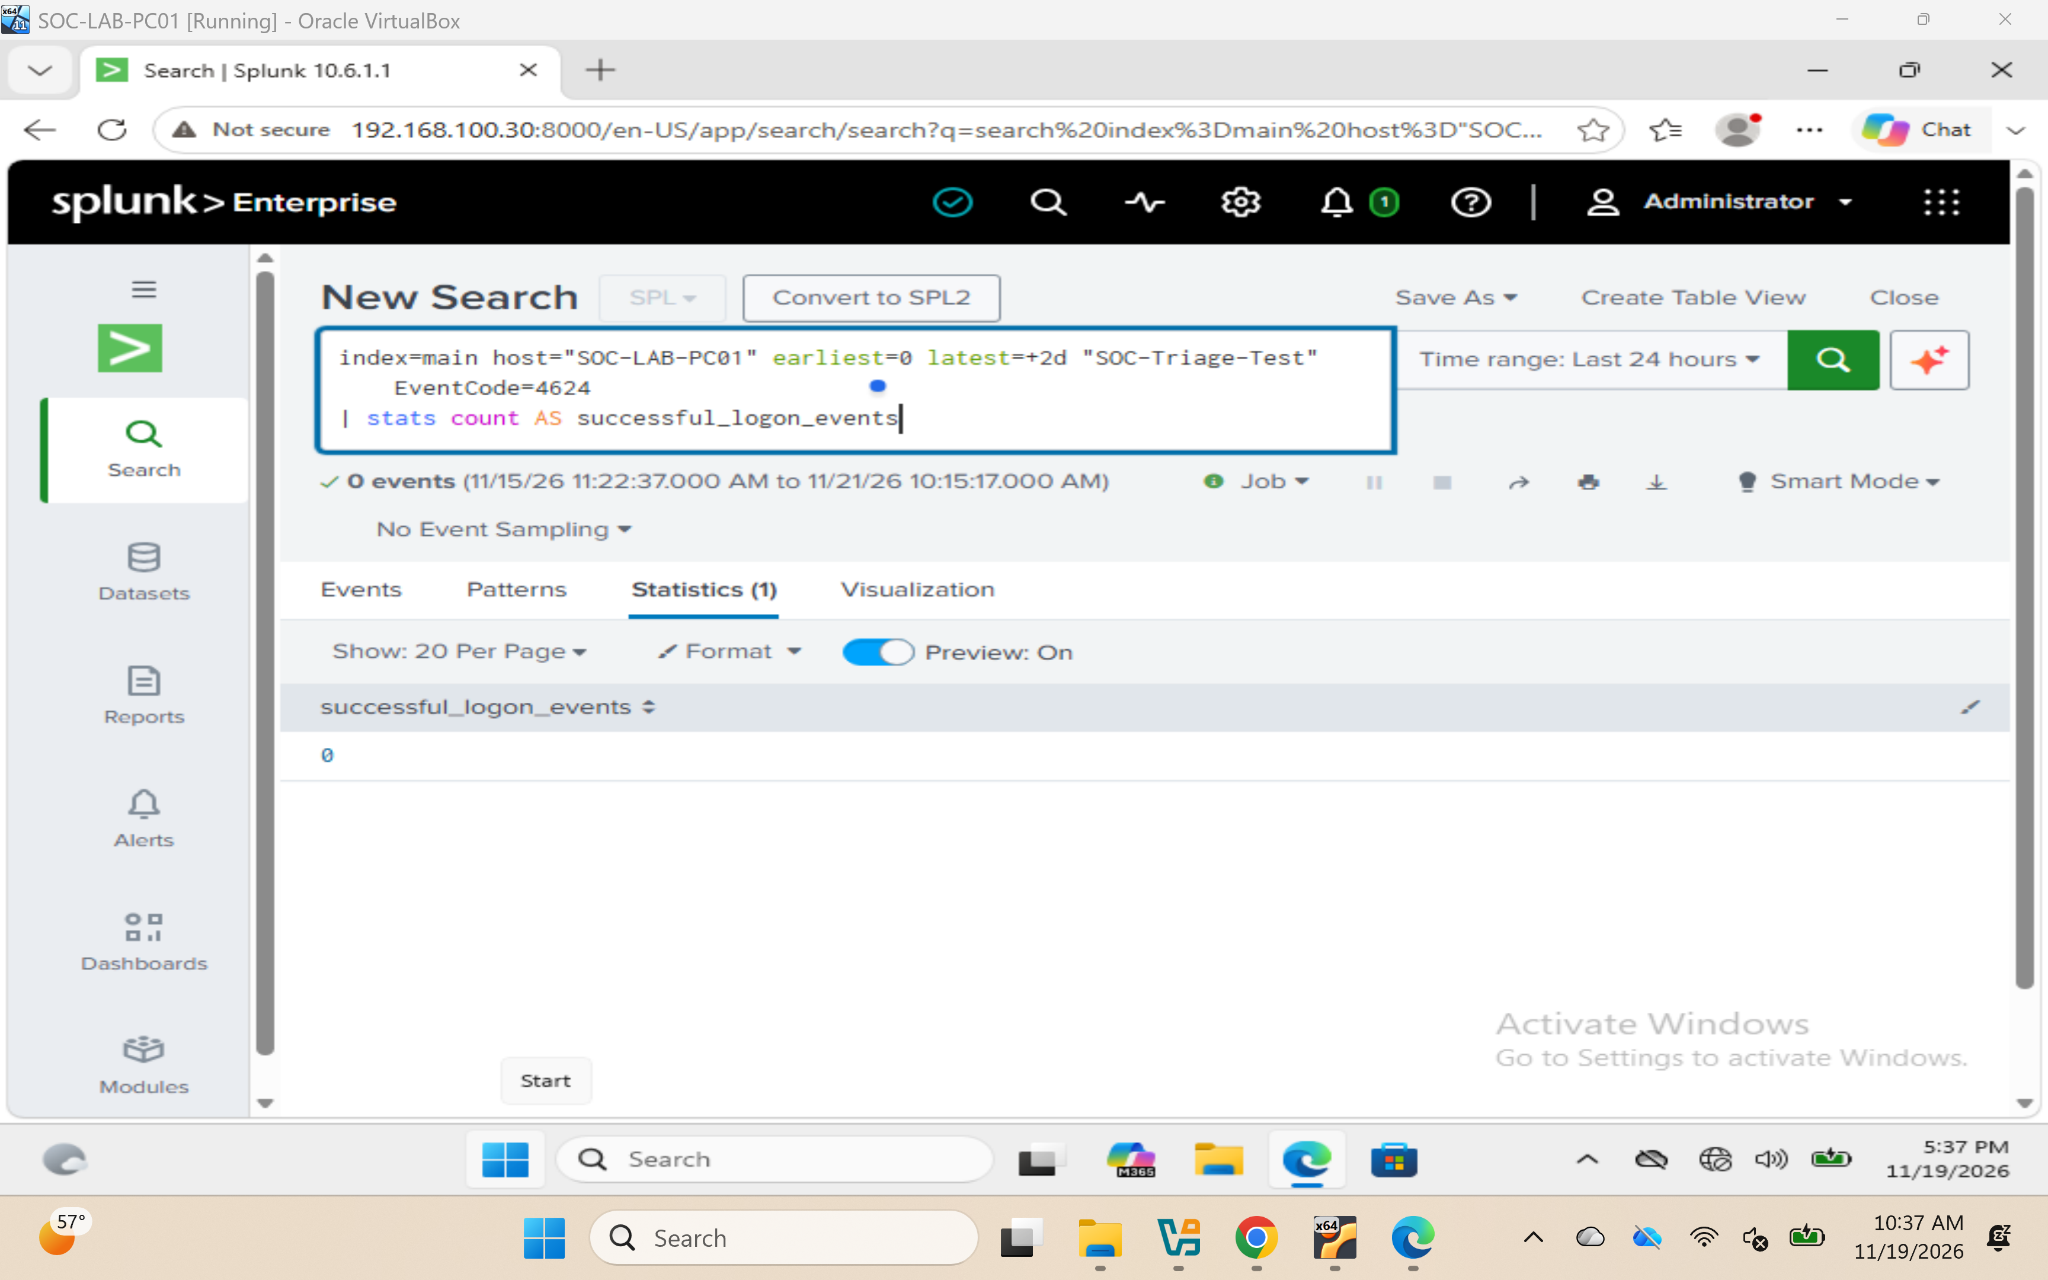 SOC-LAB-PC01 [Running] - Oracle VirtualBox
Search | Splunk 10.6.1.1
Not secure 192.168.100.30:8000/en-US/app/search/search?q=search%20index%3Dmain%20host%3D"SOC...
Chat
splunk> Enterprise
1
Administrator
New Search
SPL
Convert to SPL2
Save As
Create Table View
Close
index=main host="SOC-LAB-PC01" earliest=0 latest=+2d "SOC-Triage-Test"
EventCode=4624
| stats count AS successful_logon_events
Time range: Last 24 hours
0 events (11/15/26 11:22:37.000 AM to 11/21/26 10:15:17.000 AM)
Job
Smart Mode
No Event Sampling
Events
Patterns
Statistics (1)
Visualization
Show: 20 Per Page
Format
Preview: On
successful_logon_events
0
Search
Datasets
Reports
Alerts
Dashboards
Modules
Activate Windows
Go to Settings to activate Windows.
Start
Search
M365
5:37 PM
11/19/2026
57°
Search
x64
10:37 AM
11/19/2026